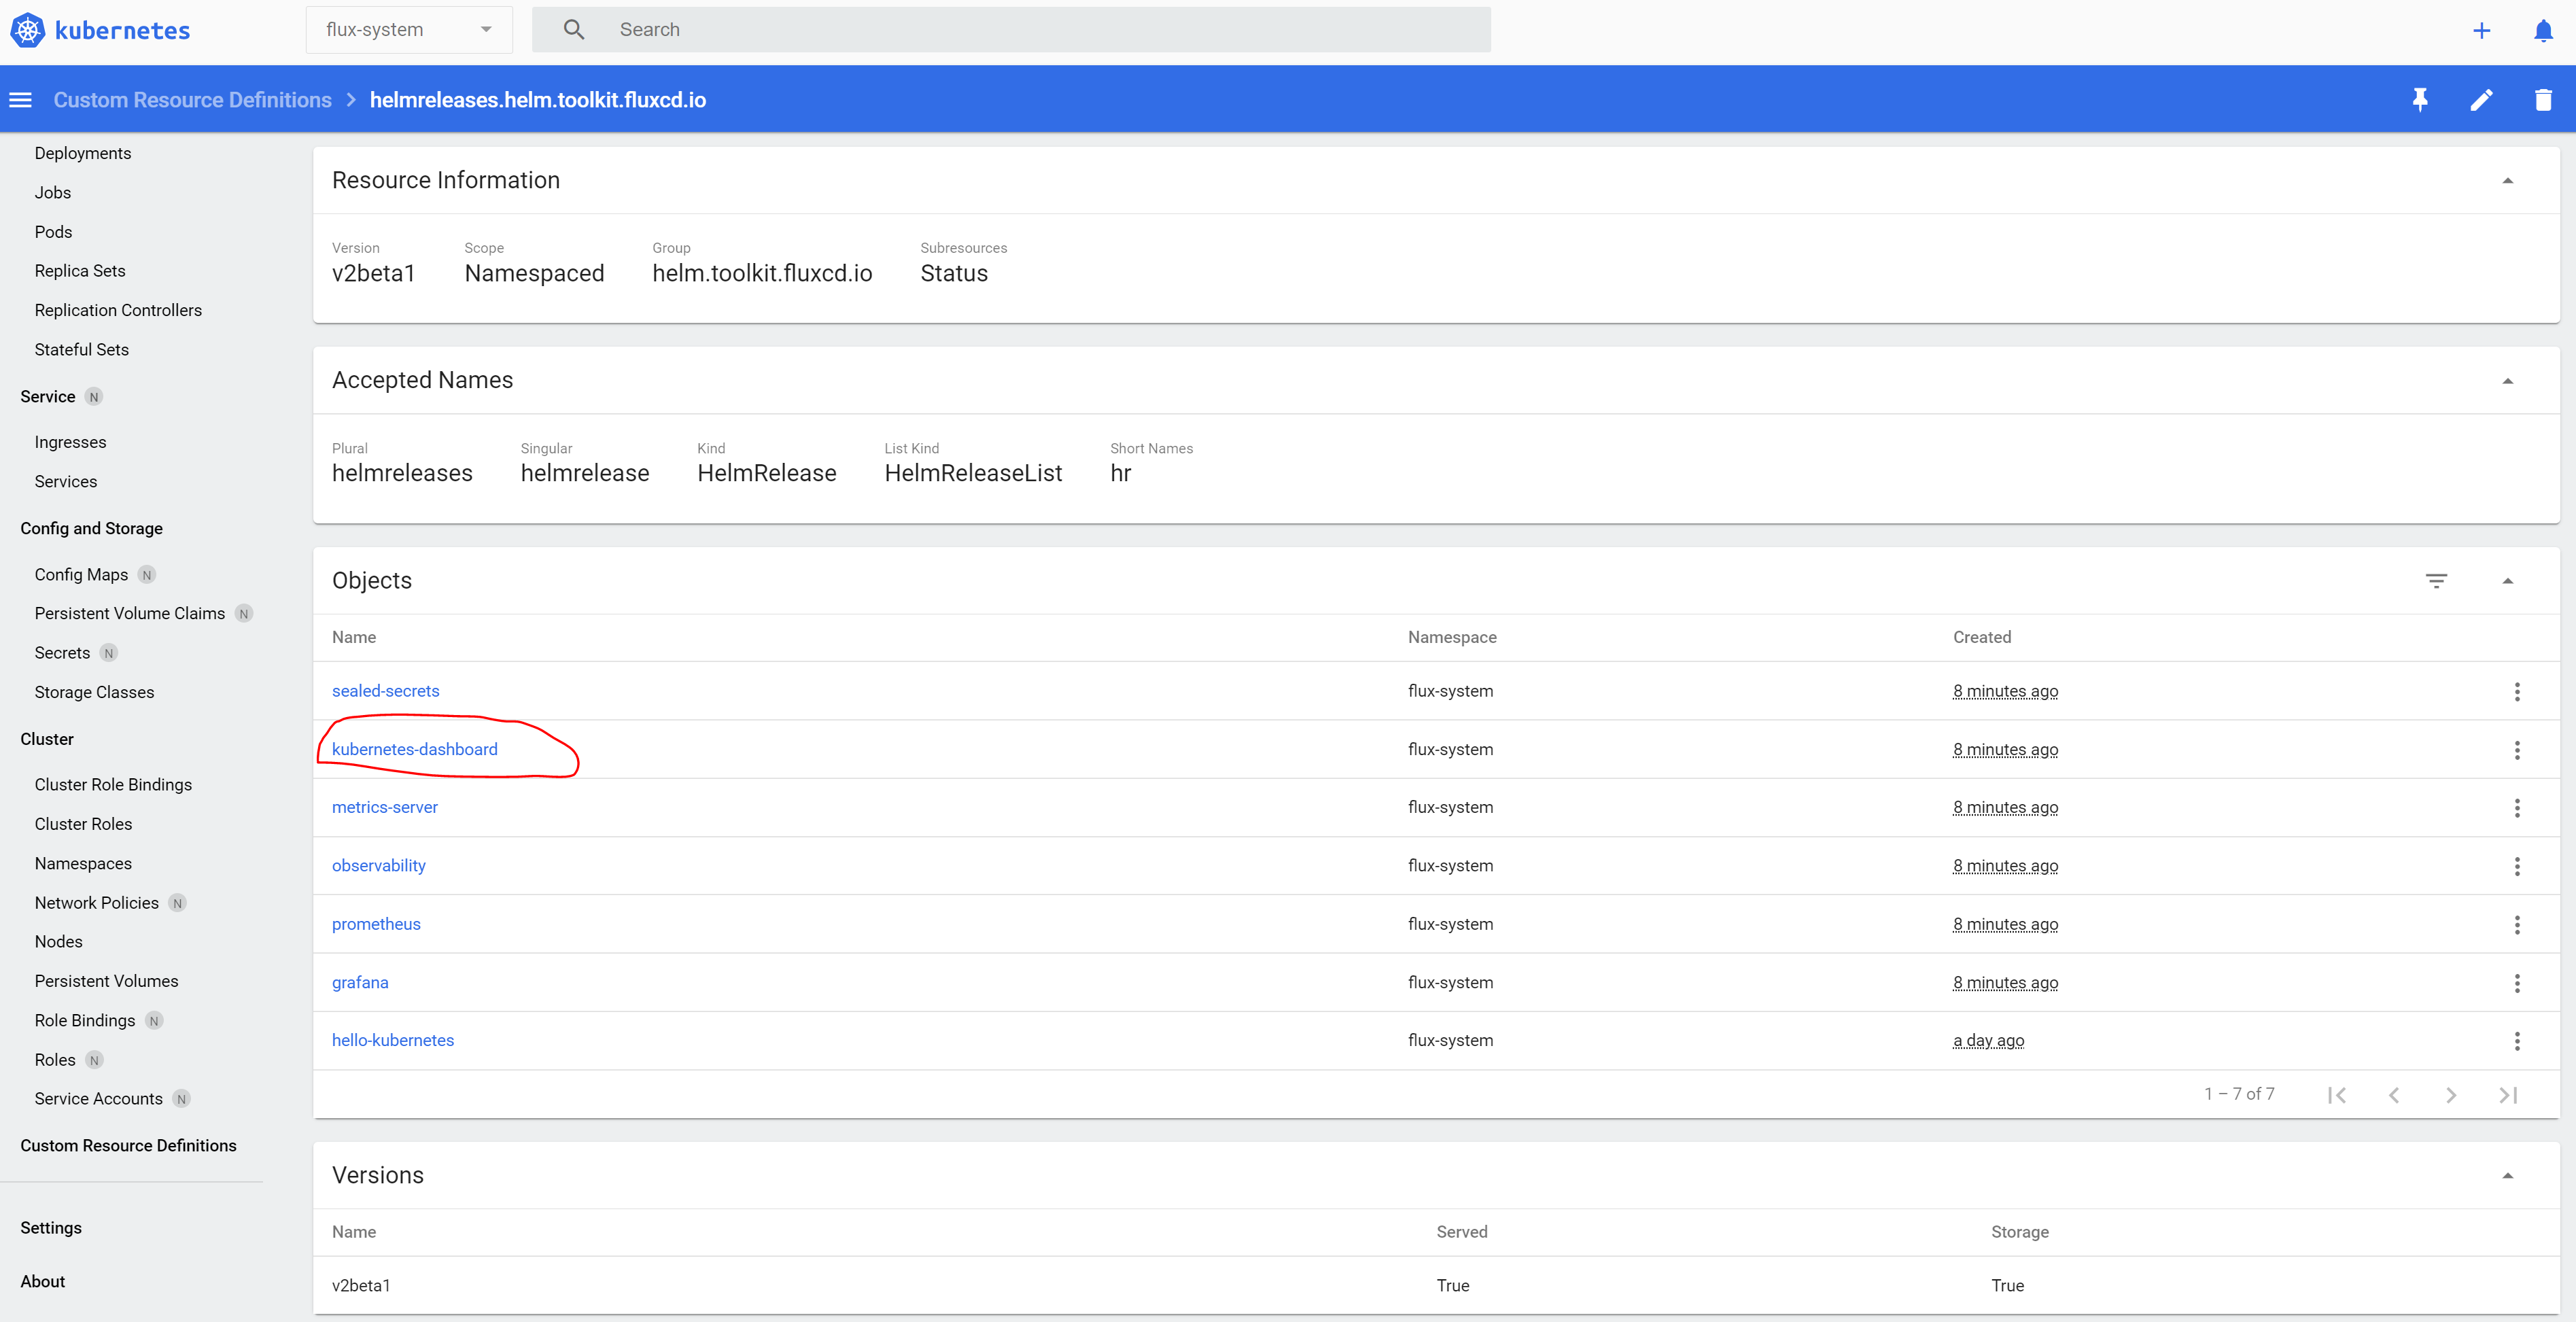 kubernetes
flux-system
Search
Custom Resource Definitions
helmreleases.helm.toolkit.fluxcd.io
Deployments
Jobs
Pods
Replica Sets
Replication Controllers
Stateful Sets
Service N
Ingresses
Services
Config and Storage
Config Maps N
Persistent Volume Claims N
Secrets N
Storage Classes
Cluster
Cluster Role Bindings
Cluster Roles
Namespaces
Network Policies N
Nodes
Persistent Volumes
Role Bindings N
Roles N
Service Accounts N
Custom Resource Definitions
Settings
About
Resource Information
Version Scope Group Subresources
v2beta1 Namespaced helm.toolkit.fluxcd.io Status
Accepted Names
Plural Singular Kind List Kind Short Names
helmreleases helmrelease HelmRelease HelmReleaseList hr
Objects
Name Namespace Created
sealed-secrets flux-system 8 minutes ago
kubernetes-dashboard flux-system 8 minutes ago
metrics-server flux-system 8 minutes ago
observability flux-system 8 minutes ago
prometheus flux-system 8 minutes ago
grafana flux-system 8 minutes ago
hello-kubernetes flux-system a day ago
1 – 7 of 7
Versions
Name Served Storage
v2beta1 True True